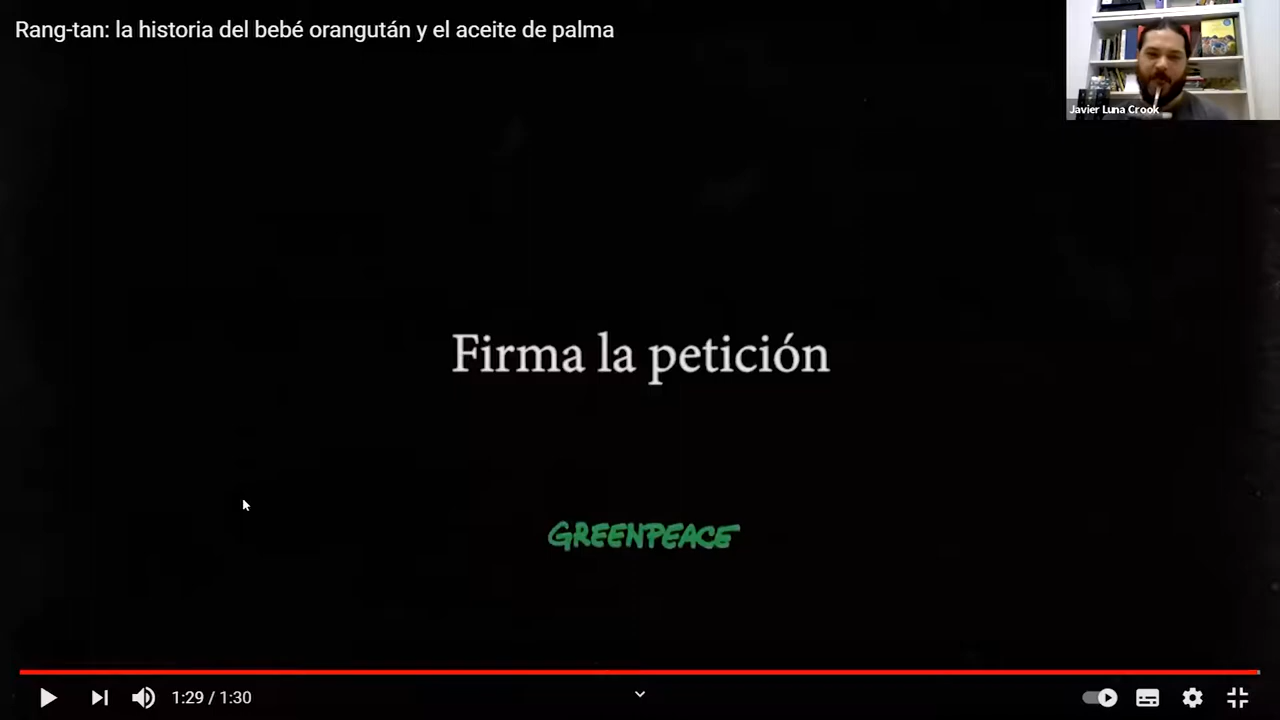 Rang-tan: la historia del bebé orangután y el aceite de palma
Javier Luna Crook
Firma la petición
GREENPEACE
1:29 / 1:30